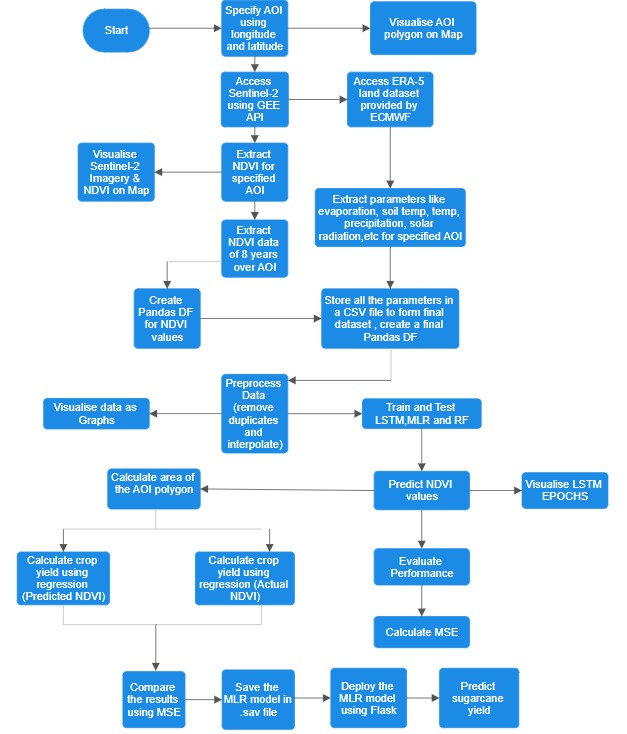 Start
Specify AOI
using
longitude
and latitude
Visualise AOI
polygon on Map
Access
Sentinel-2
using GEE
API
Access ERA-5
land dataset
provided by
ECMWF
Visualise
Sentinel-2
Imagery &
NDVI on Map
Extract
NDVI for
specified
AOI
Extract parameters like
evaporation, soil temp, temp,
precipitation, solar
radiation,etc for specified AOI
Extract
NDVI data
of 8 years
over AOI
Create
Pandas DF
for NDVI
values
Store all the parameters in
a CSV file to form final
dataset , create a final
Pandas DF
Preprocess
Data
(remove
duplicates
and
interpolate)
Visualise data as
Graphs
Train and Test
LSTM,MLR and RF
Calculate area of
the AOI polygon
Predict NDVI
values
Visualise LSTM
EPOCHS
Calculate crop
yield using
regression
(Predicted NDVI)
Calculate crop
yield using
regression (Actual
NDVI)
Evaluate
Performance
Calculate MSE
Compare
the results
using MSE
Save the
MLR model in
.sav file
Deploy the
MLR model
using Flask
Predict
sugarcane
yield